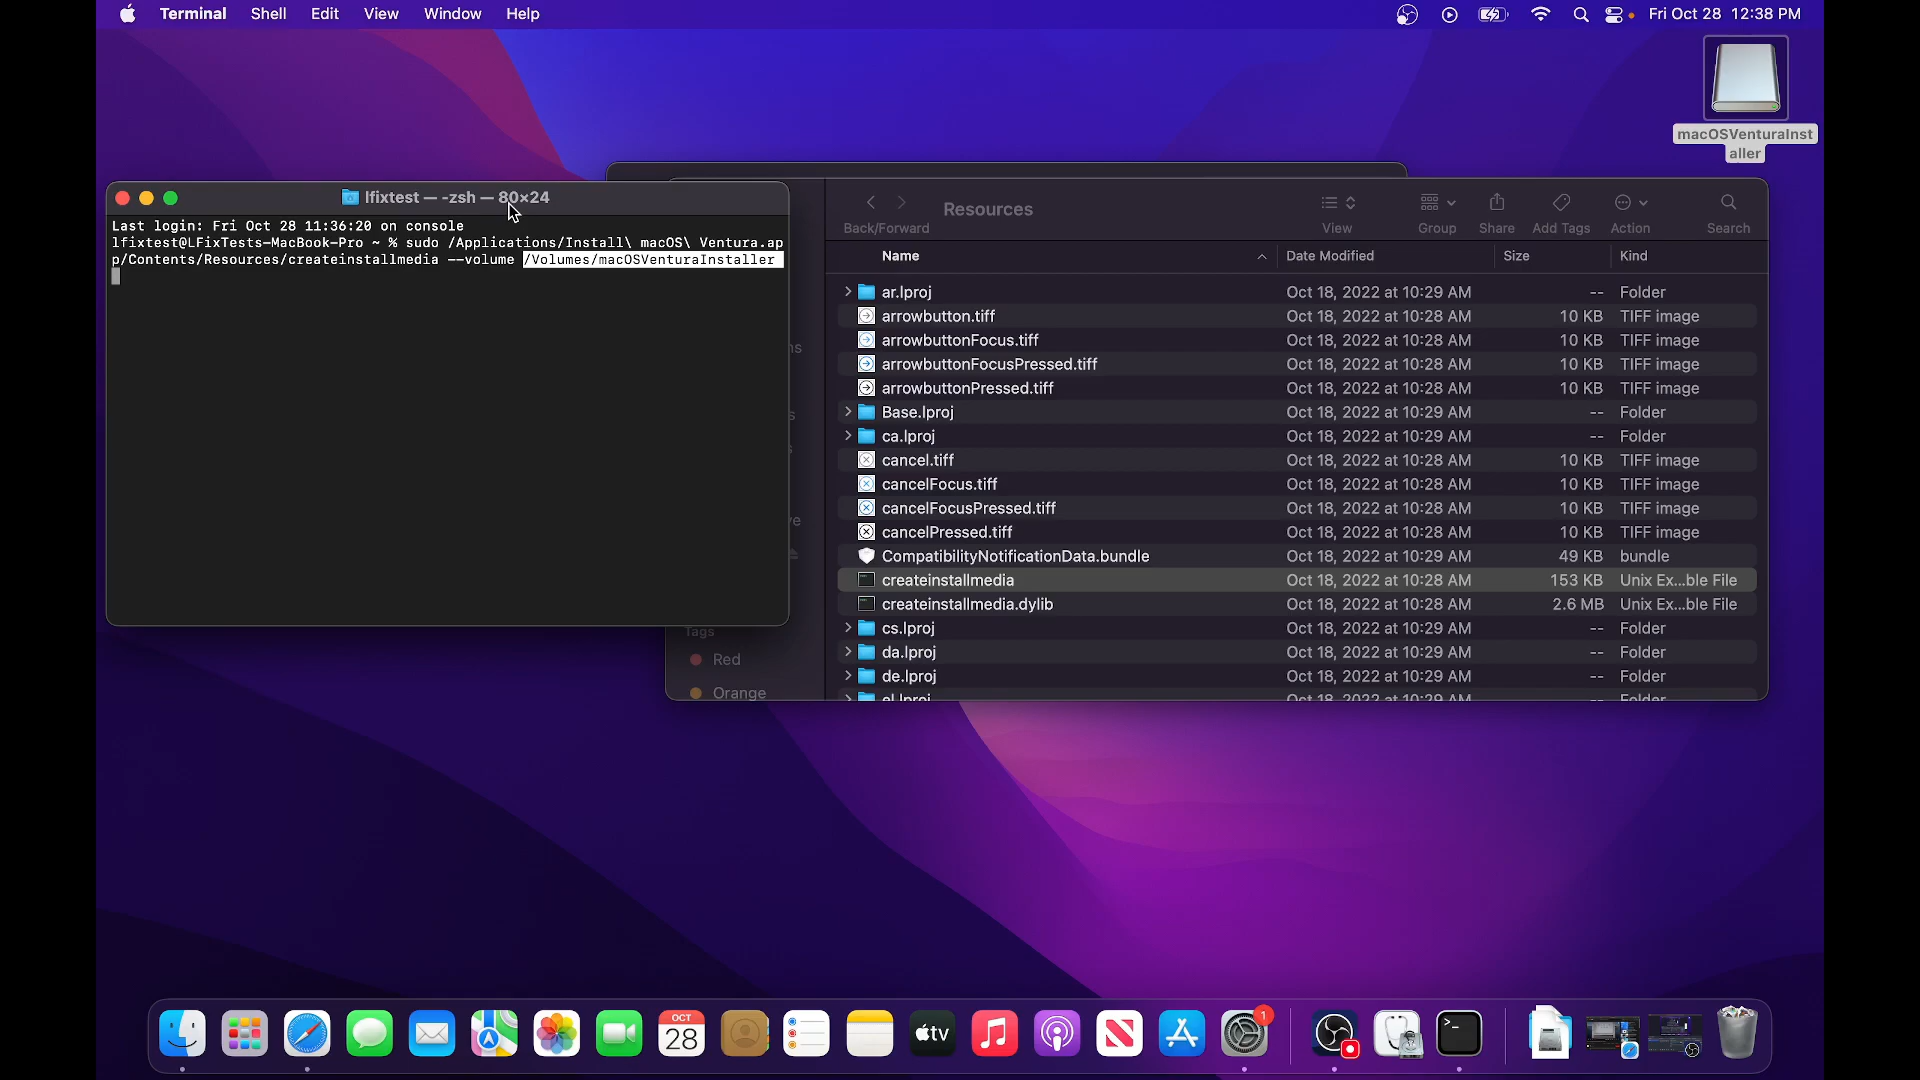 Terminal Shell Edit View Window Help
Fri Oct 28 12:38 PM
macOSVenturaInst
aller
lfixtest — -zsh — 80×24
Last login: Fri Oct 28 11:36:20 on console
lfixtest@LFixTests-MacBook-Pro ~ % sudo /Applications/Install\ macOS\ Ventura.ap
p/Contents/Resources/createinstallmedia --volume /Volumes/macOSVenturaInstaller
Resources
Back/Forward View Group Share Add Tags Action Search
Name Date Modified Size Kind
ar.lproj Oct 18, 2022 at 10:29 AM -- Folder
arrowbutton.tiff Oct 18, 2022 at 10:28 AM 10 KB TIFF image
arrowbuttonFocus.tiff Oct 18, 2022 at 10:28 AM 10 KB TIFF image
arrowbuttonFocusPressed.tiff Oct 18, 2022 at 10:28 AM 10 KB TIFF image
arrowbuttonPressed.tiff Oct 18, 2022 at 10:28 AM 10 KB TIFF image
Base.lproj Oct 18, 2022 at 10:29 AM -- Folder
ca.lproj Oct 18, 2022 at 10:29 AM -- Folder
cancel.tiff Oct 18, 2022 at 10:28 AM 10 KB TIFF image
cancelFocus.tiff Oct 18, 2022 at 10:28 AM 10 KB TIFF image
cancelFocusPressed.tiff Oct 18, 2022 at 10:28 AM 10 KB TIFF image
cancelPressed.tiff Oct 18, 2022 at 10:28 AM 10 KB TIFF image
CompatibilityNotificationData.bundle Oct 18, 2022 at 10:29 AM 49 KB bundle
createinstallmedia Oct 18, 2022 at 10:28 AM 153 KB Unix Ex...ble File
createinstallmedia.dylib Oct 18, 2022 at 10:28 AM 2.6 MB Unix Ex...ble File
cs.lproj Oct 18, 2022 at 10:29 AM -- Folder
da.lproj Oct 18, 2022 at 10:29 AM -- Folder
de.lproj Oct 18, 2022 at 10:29 AM -- Folder
el.lproj Oct 18, 2022 at 10:29 AM -- Folder
Tags
Red
Orange
OCT
28
tv
1